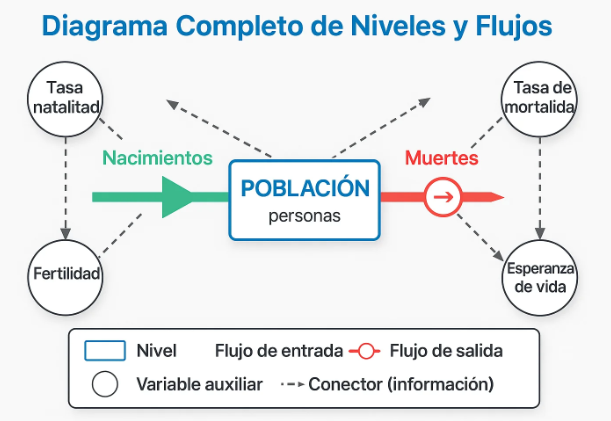 Diagrama Completo de Niveles y Flujos
Tasa
natalitad
Tasa de
mortalida
Nacimientos
Muertes
POBLACIÓN
personas
Fertilidad
Esperanza
de vida
Nivel
Flujo de entrada
Flujo de salida
Variable auxiliar
Conector (información)